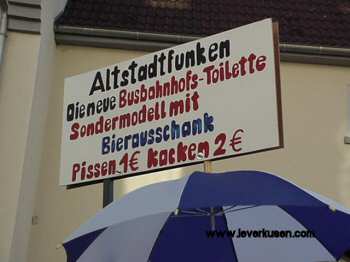 Altstadtfunken
Die neue Busbahnhofs-Toilette
Sondermodell mit
Bierausschank
Pissen 1€ Kacken 2€
www.leverkusen.com